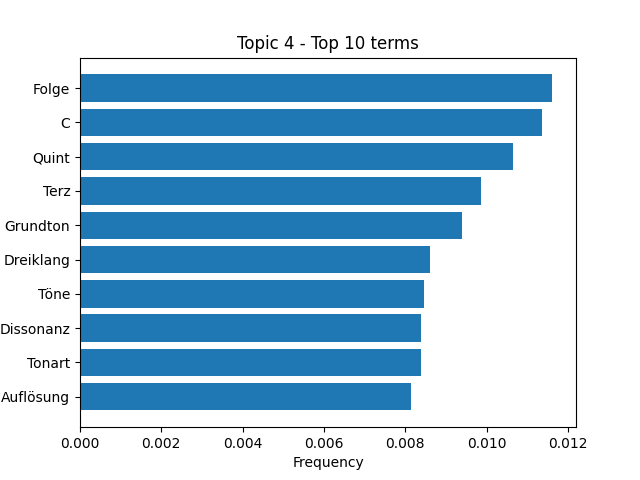 Topic 4 - Top 10 terms
Folge
C
Quint
Terz
Grundton
Dreiklang
Töne
Dissonanz
Tonart
Auflösung
0.000 0.002 0.004 0.006 0.008 0.010 0.012
Frequency